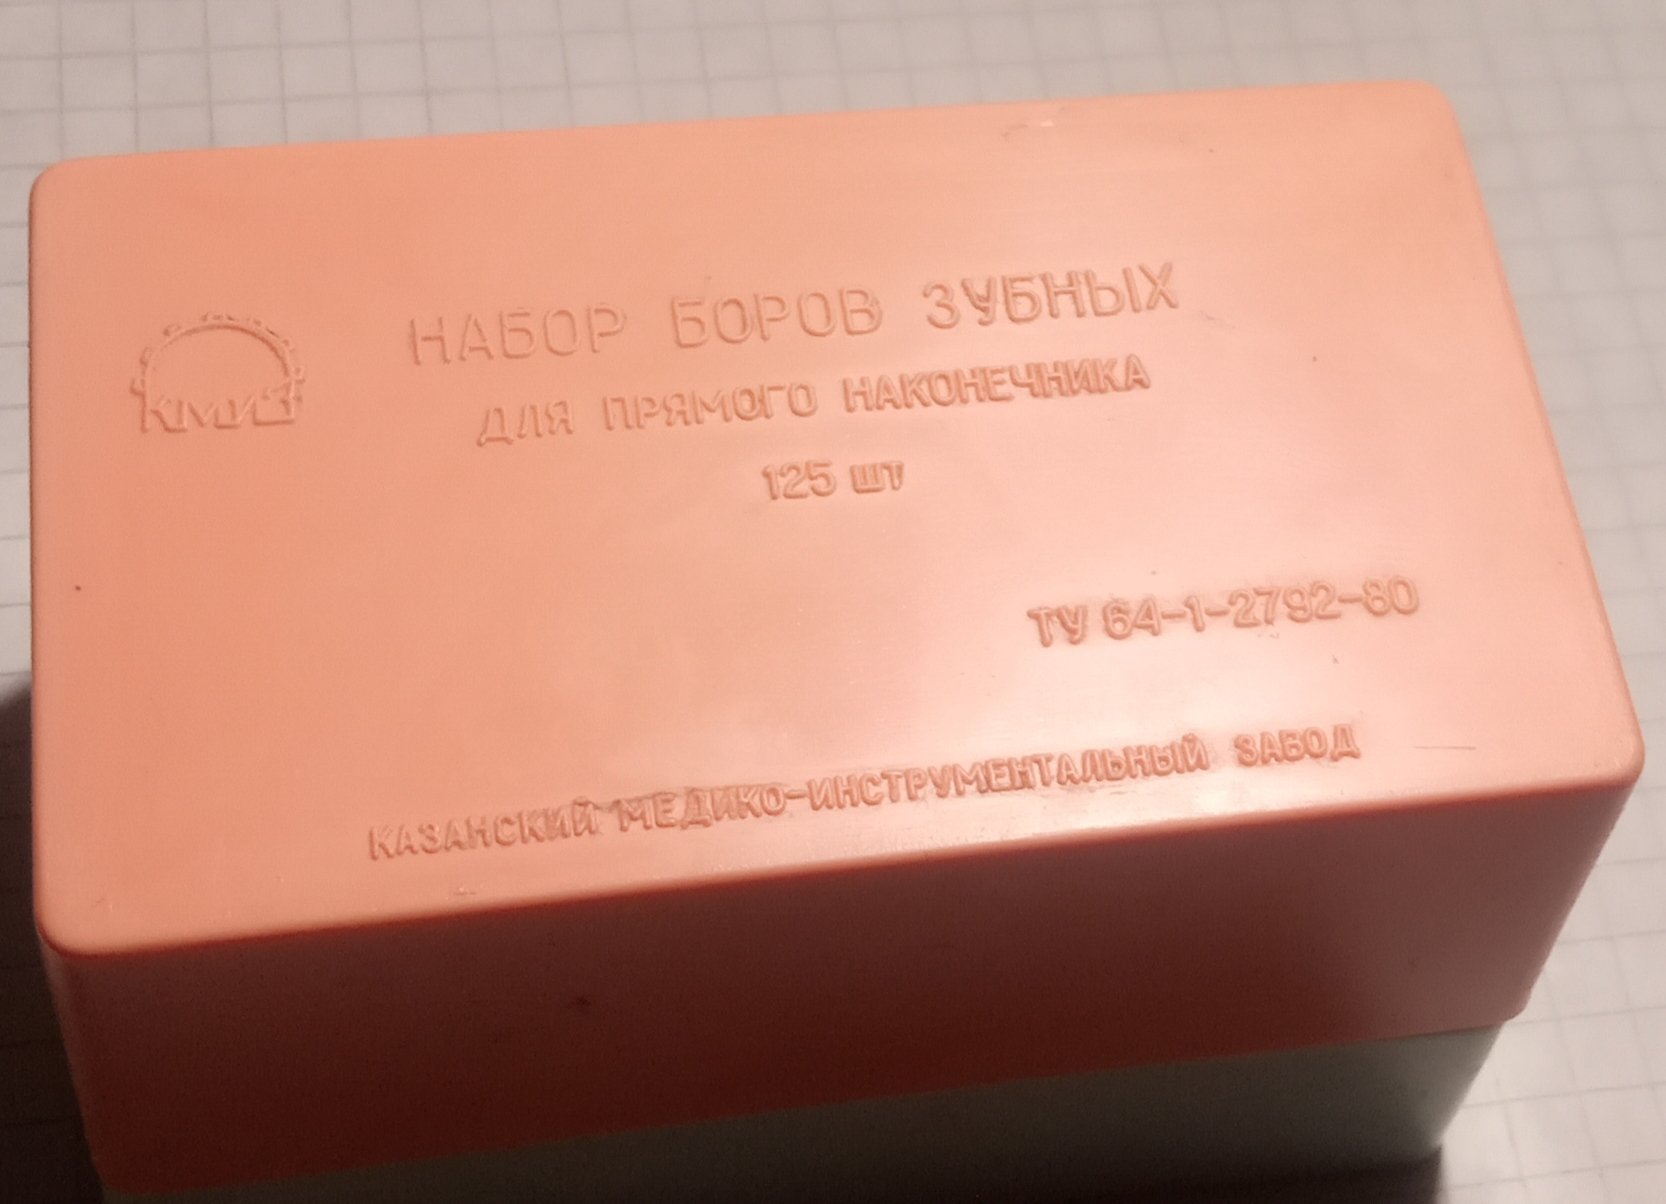 НАБОР БОРОВ ЗУБНЫХ
КМИЗ
ДЛЯ ПРЯМОГО НАКОНЕЧНИКА
125 ШТ
ТУ 64-1-2792-80
КАЗАНСКИЙ МЕДИКО-ИНСТРУМЕНТАЛЬНЫЙ ЗАВОД